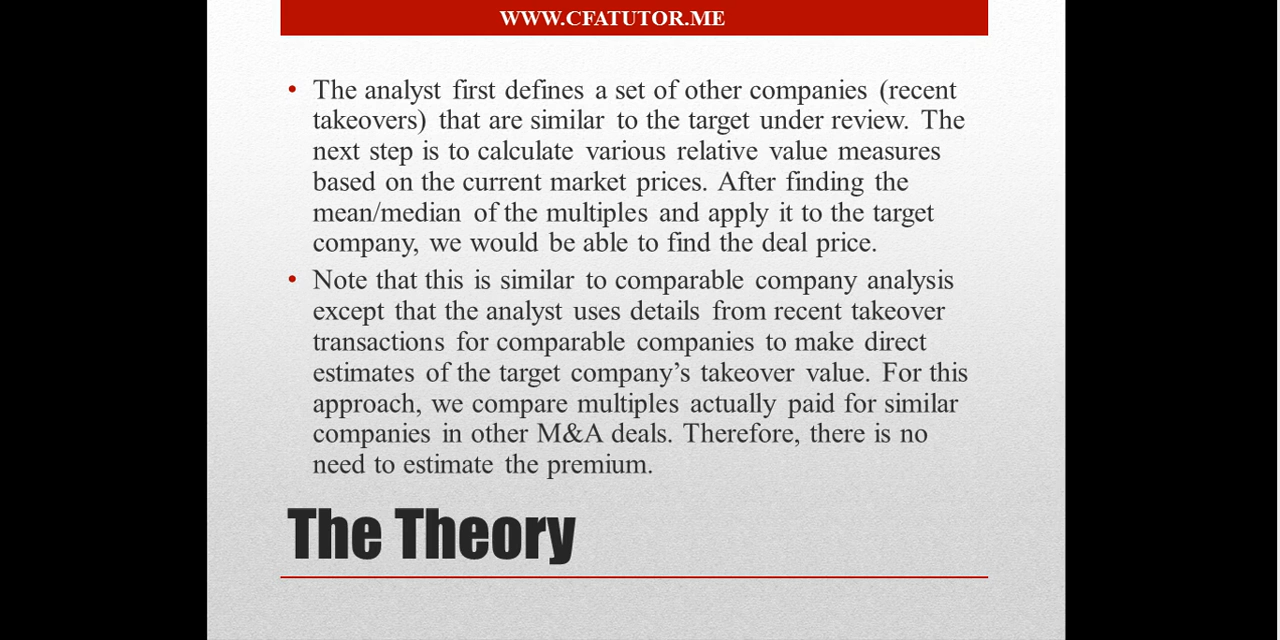 WWW.CFATUTOR.ME
• The analyst first defines a set of other companies (recent
takeovers) that are similar to the target under review. The
next step is to calculate various relative value measures
based on the current market prices. After finding the
mean/median of the multiples and apply it to the target
company, we would be able to find the deal price.
• Note that this is similar to comparable company analysis
except that the analyst uses details from recent takeover
transactions for comparable companies to make direct
estimates of the target company’s takeover value. For this
approach, we compare multiples actually paid for similar
companies in other M&A deals. Therefore, there is no
need to estimate the premium.
The Theory